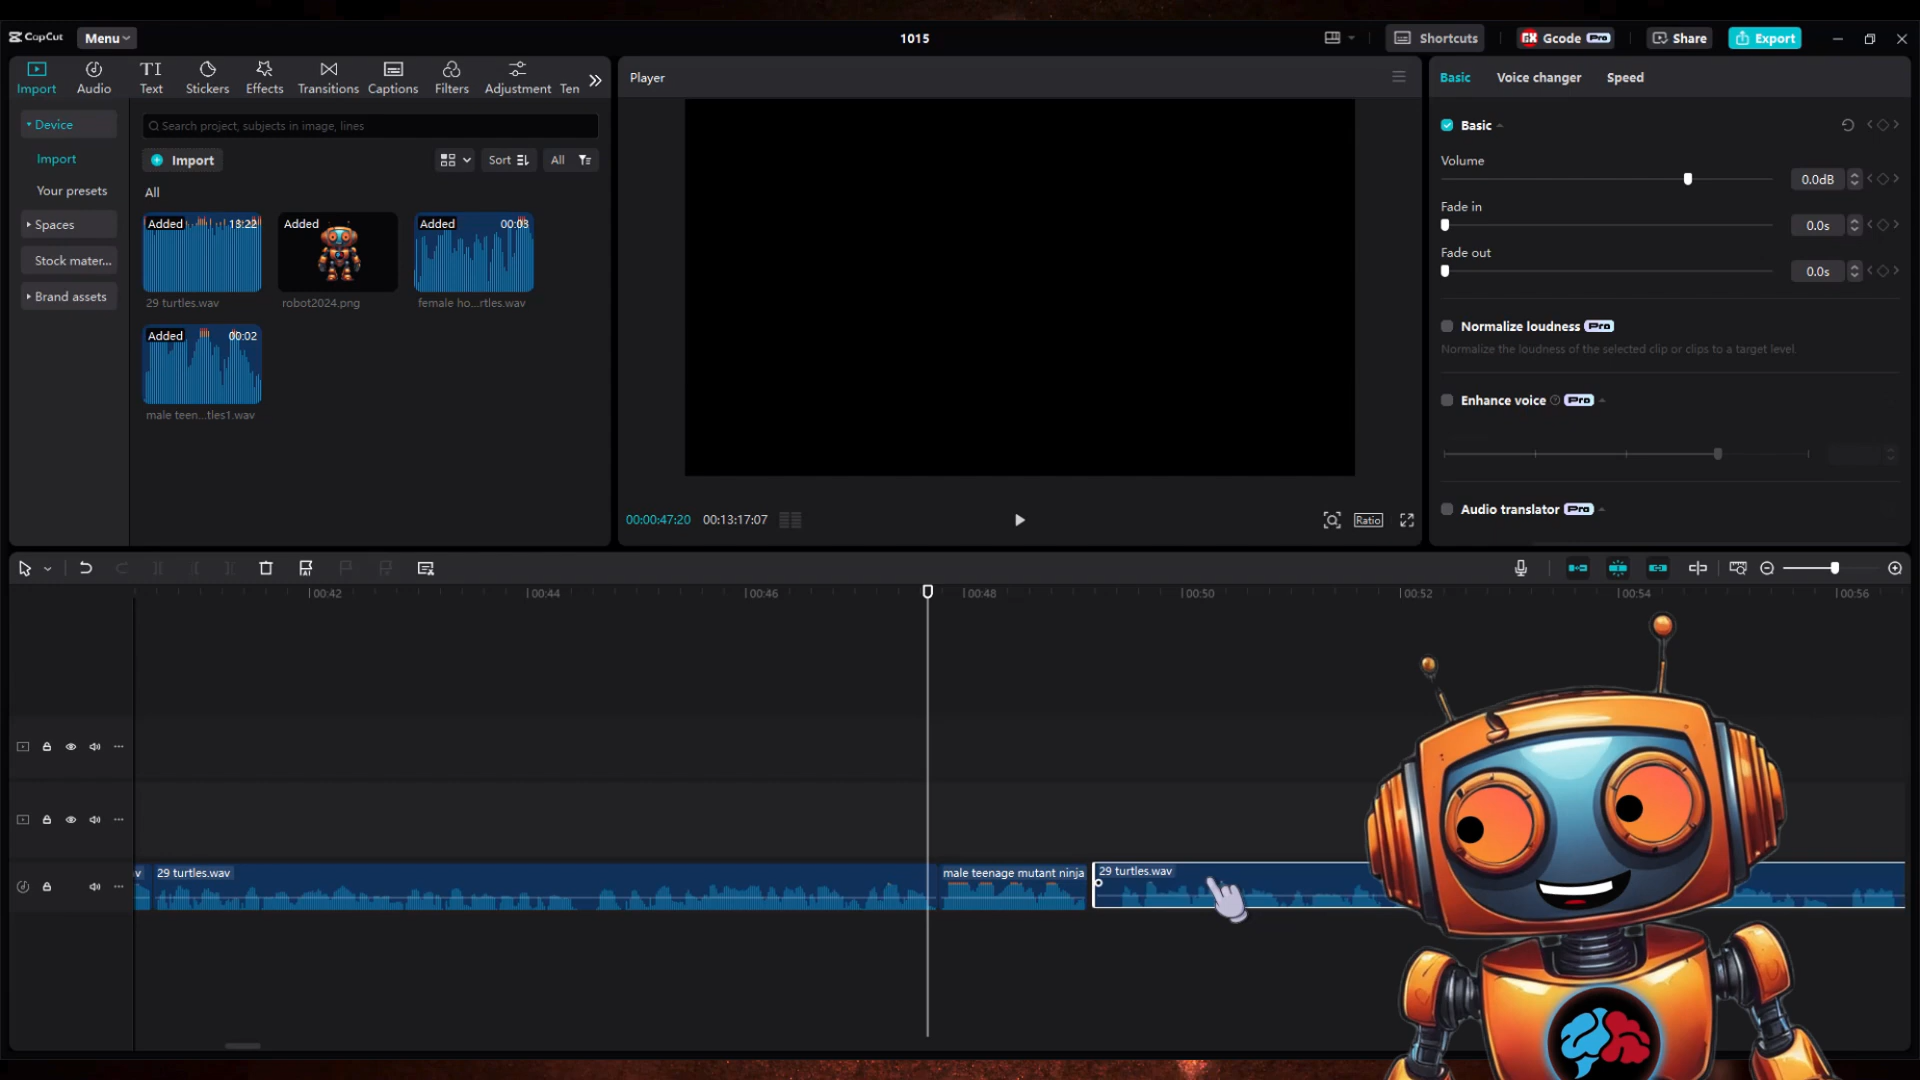 CapCut
Menu
1015
Shortcuts
Gcode Pro
Share
Export
Import
Audio
TI
Text
Stickers
Effects
Transitions
Captions
Filters
Adjustment
Tem
Player
Basic
Voice changer
Speed
Device
Import
Your presets
Spaces
Stock mater...
Brand assets
Search project, subjects in image, lines
Import
Sort
All
All
Added
13:22
29 turtles.wav
Added
robot2024.png
Added
00:03
female ho...rtles.wav
Added
00:02
male teen...tles1.wav
00:00:47:20
00:13:17:07
Ratio
Basic
Volume
0.0dB
Fade in
0.0s
Fade out
0.0s
Normalize loudness Pro
Normalize the loudness of the selected clip or clips to a target level.
Enhance voice Pro
Audio translator Pro
AI
00:42
00:44
00:46
00:48
00:50
00:52
00:54
00:56
v
29 turtles.wav
male teenage mutant ninja
29 turtles.wav